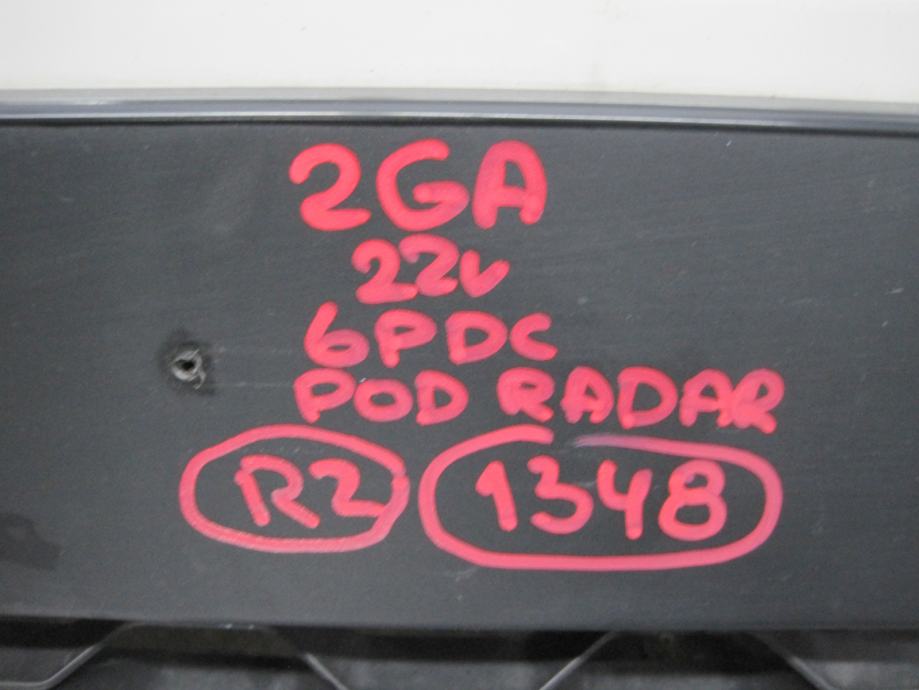 2GA
22v
6PDC
POD RADAR
R2 1348